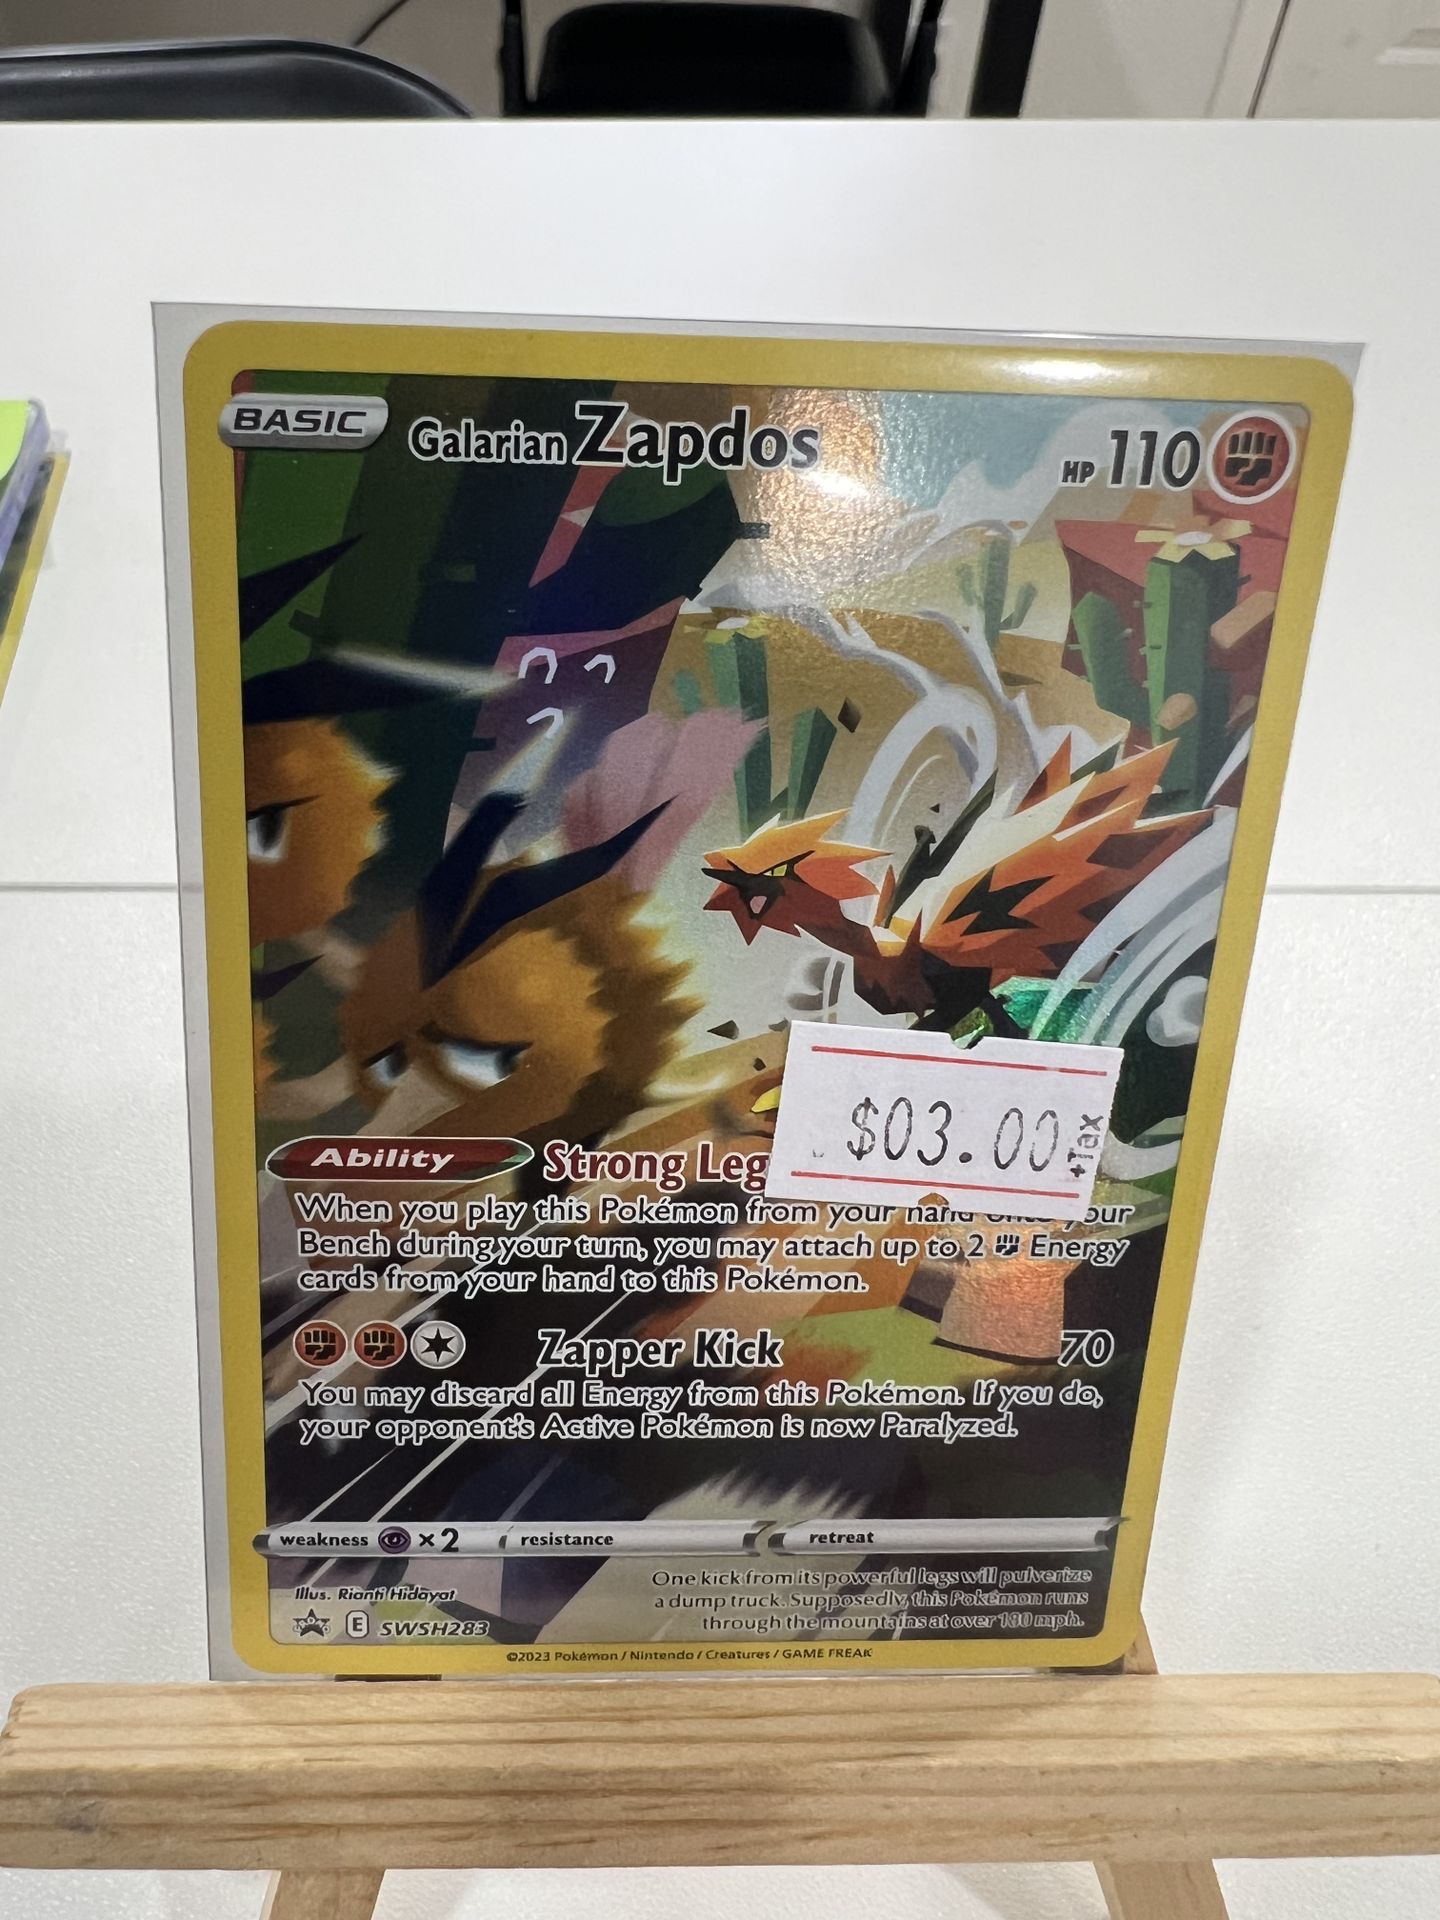 BASIC Galarian Zapdos HP 110
Ability Strong Leg
$03.00 +Tax
When you play this Pokémon from your hand onto your
Bench during your turn, you may attach up to 2 Energy
cards from your hand to this Pokémon.
Zapper Kick 70
You may discard all Energy from this Pokémon. If you do,
your opponent's Active Pokémon is now Paralyzed.
weakness ×2 resistance retreat
Illus. Rianti Hidayat
E SWSH283
One kick from its powerful legs will pulverize
a dump truck. Supposedly, this Pokémon runs
through the mountains at over 180 mph.
©2023 Pokémon / Nintendo / Creatures / GAME FREAK